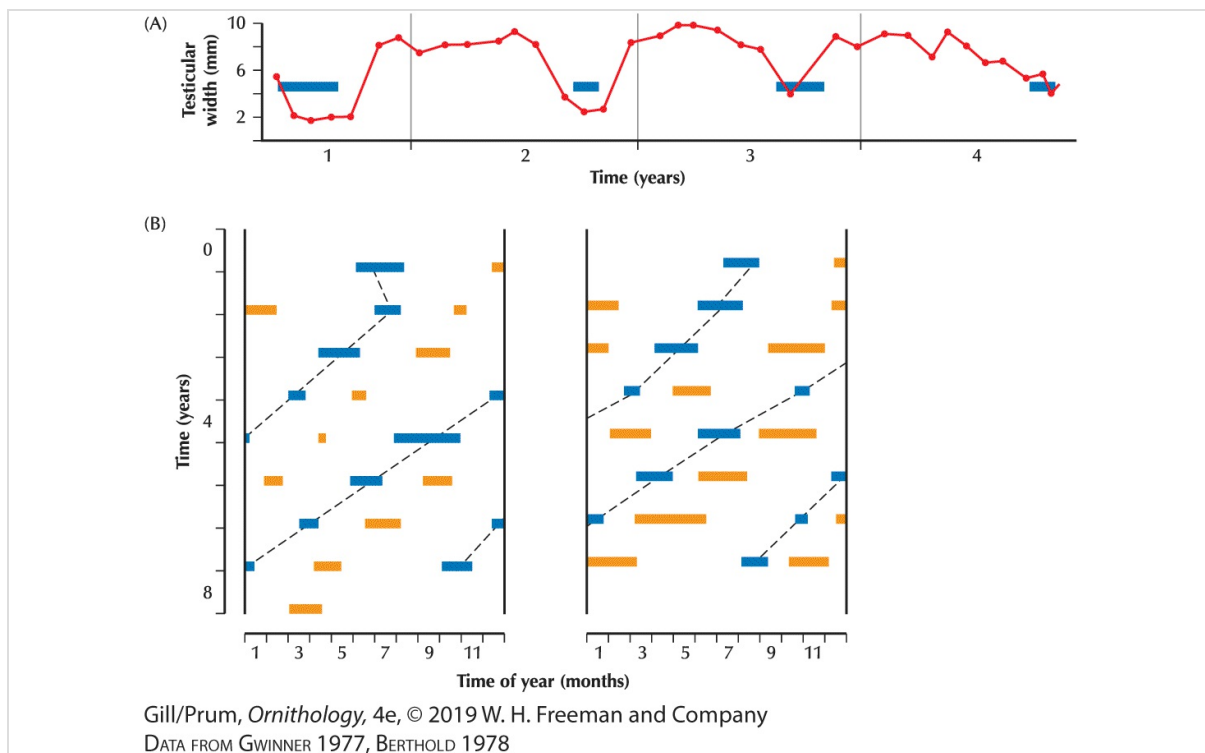 (A)
10
6
2
Testicular
width (mm)
1 2 3 4
Time (years)
(B)
0
4
8
Time (years)
1 3 5 7 9 11 1 3 5 7 9 11
Time of year (months)
Gill/Prum, Ornithology, 4e, © 2019 W. H. Freeman and Company
DATA FROM GWINNER 1977, BERTHOLD 1978